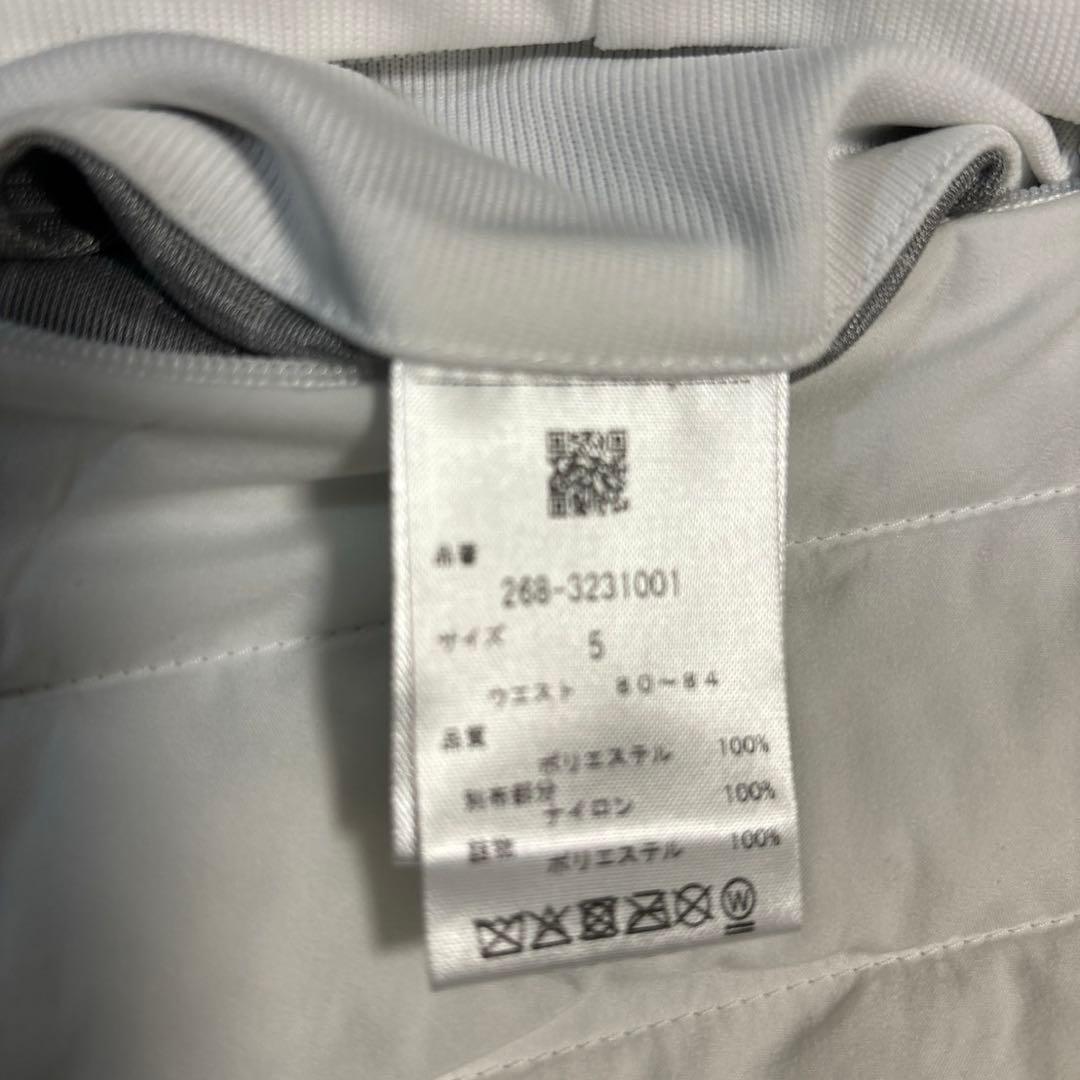 品番
268-3231001
サイズ 5
ウエスト 80~84
品質
ポリエステル 100%
別布部分
ナイロン 100%
詰物
ポリエステル 100%
W